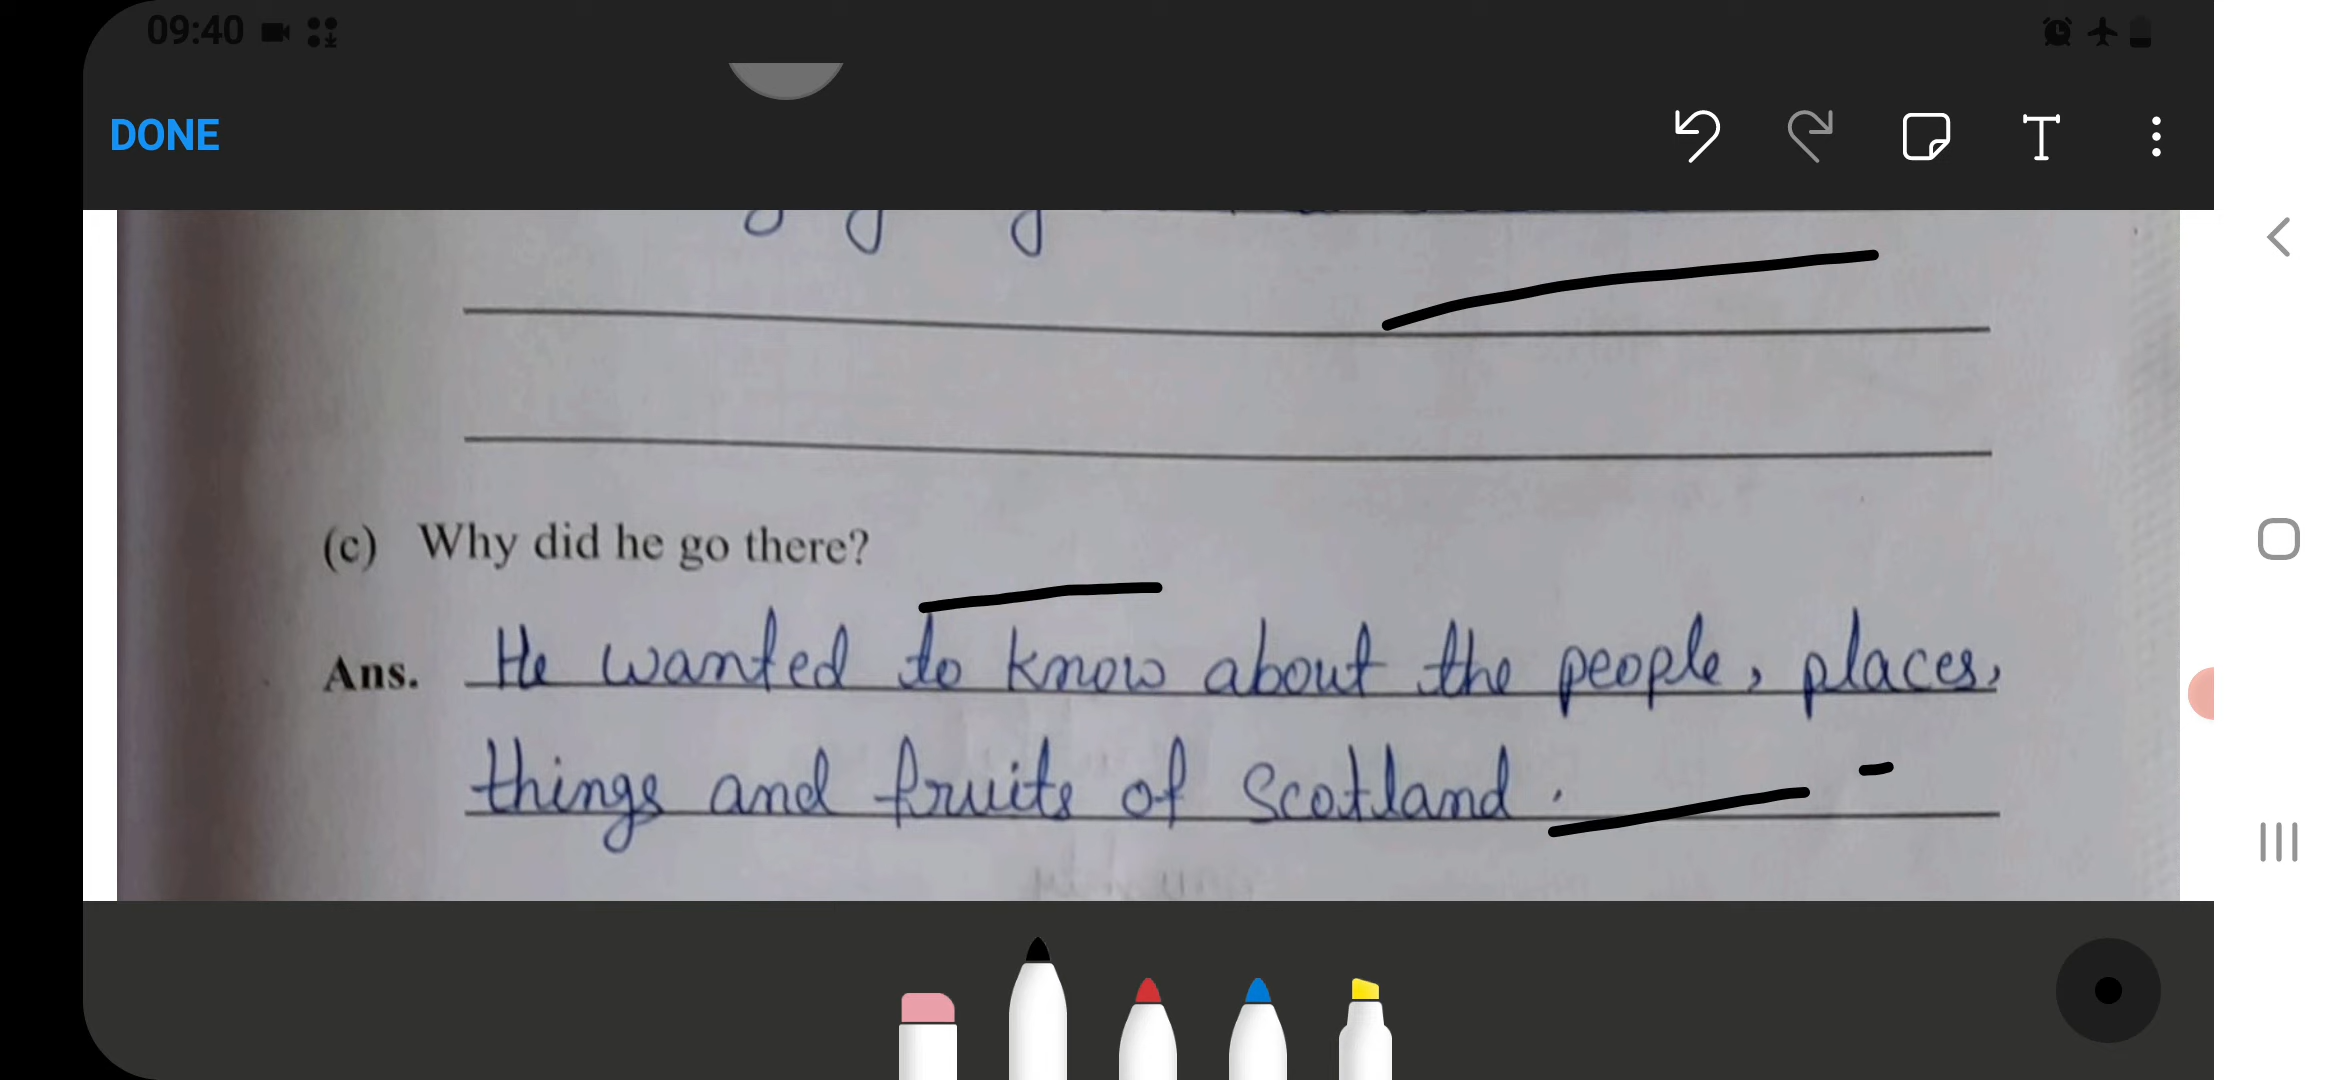 09:40
DONE
(c) Why did he go there?
Ans. He wanted to know about the people, places,
things and fruits of Scotland.